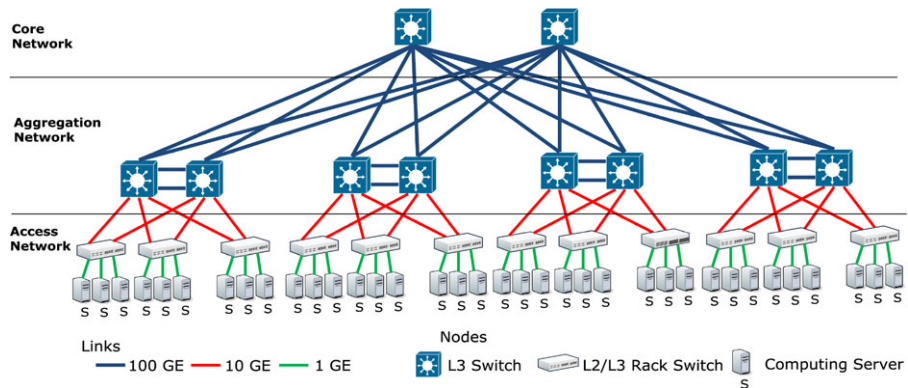 Core
Network
Aggregation
Network
Access
Network
S S S S S S S S S S S S S S S S S S S S S S S S S S S S S S S S S S S S
Links
100 GE 10 GE 1 GE
Nodes
L3 Switch L2/L3 Rack Switch Computing Server
S